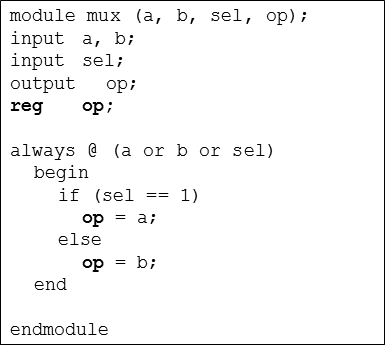 module mux (a, b, sel, op);
input a, b;
input sel;
output op;
reg op;
always @ (a or b or sel)
begin
if (sel == 1)
op = a;
else
op = b;
end
endmodule